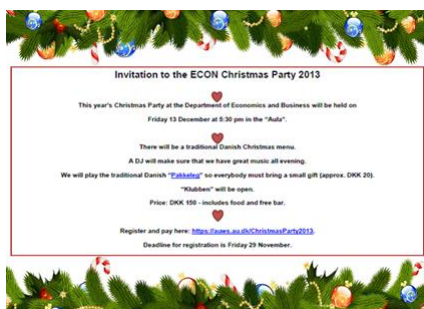 Invitation to the ECON Christmas Party 2013
This year's Christmas Party at the Department of Economics and Business will be held on
Friday 13 December at 5:30 pm in the "Aula".
There will be a traditional Danish Christmas menu.
A DJ will make sure that we have great music all evening.
We will play the traditional Danish "Pakkeleg" so everybody must bring a small gift (approx. DKK 20).
"Klubben" will be open.
Price: DKK 150 - includes food and free bar.
Register and pay here: https://auws.au.dk/ChristmasParty2013.
Deadline for registration is Friday 29 November.